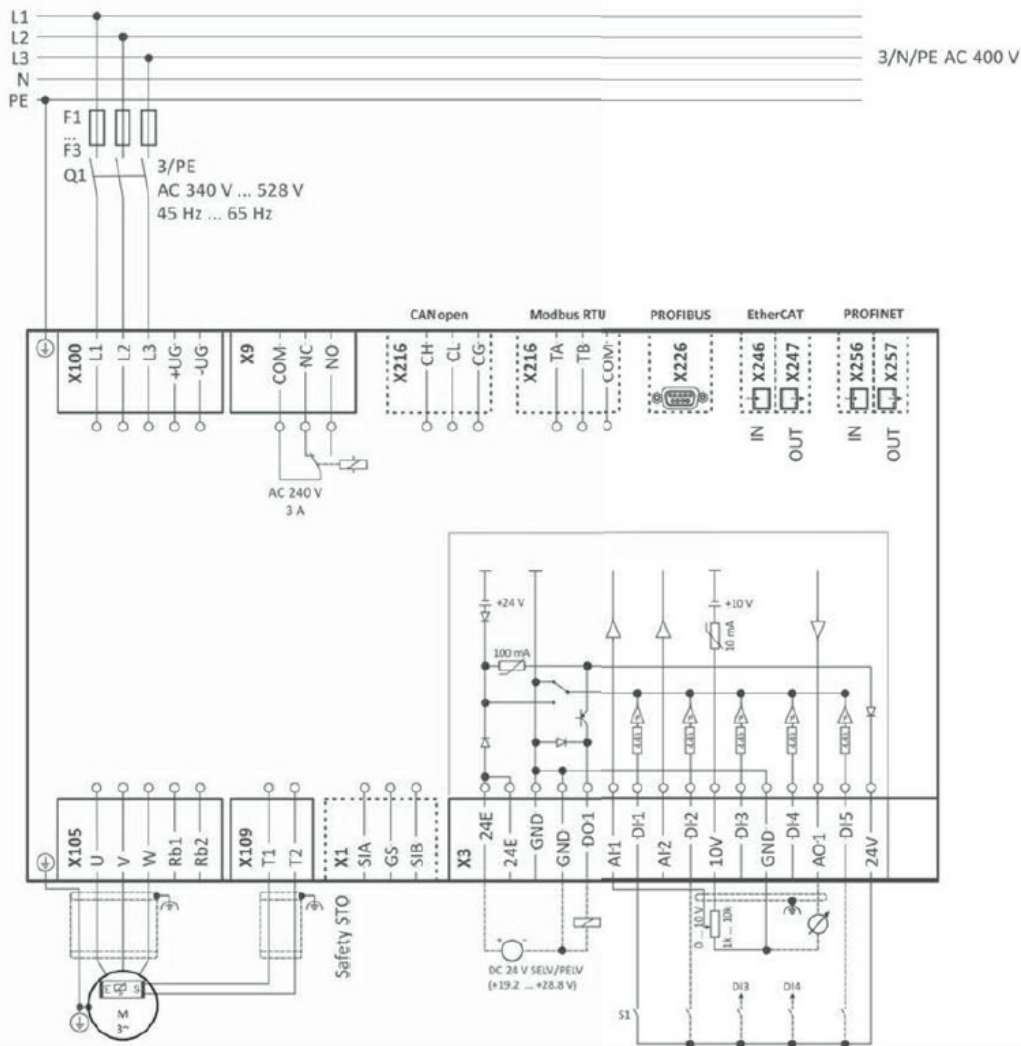 L1
L2
L3
N
PE
3/N/PE AC 400 V
F1
...
F3
Q1
3/PE
AC 340 V ... 528 V
45 Hz ... 65 Hz
CANopen
Modbus RTU
PROFIBUS
EtherCAT
PROFINET
X100
L1
L2
L3
+UG
-UG
X9
COM
NC
NO
X216
CH
CL
CG
X216
TA
TB
COM
X226
X246
X247
X256
X257
IN
OUT
IN
OUT
AC 240 V
3 A
+24 V
+10 V
100 mA
10 mA
X105
U
V
W
Rb1
Rb2
X109
T1
T2
X1
SIA
GS
SIB
X3
24E
24E
GND
GND
DO1
AI1
DI1
AI2
DI2
10V
DI3
GND
DI4
AO1
DI5
24V
Safety STO
DC 24 V SELV/PELV
(+19.2 ... +28.8 V)
0 ... 10 V
1k ... 10k
S1
DI3
DI4
M
3~